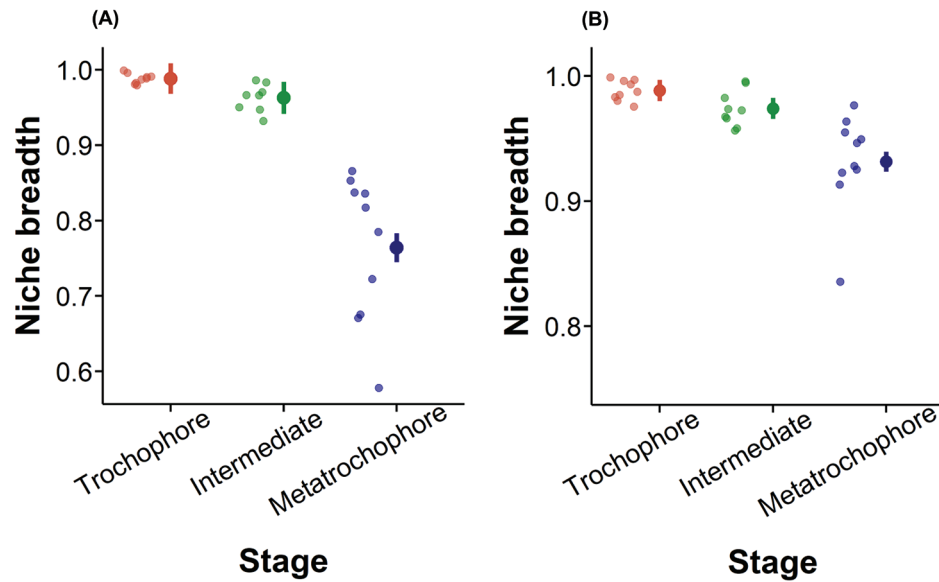 (A)
Niche breadth
1.0
0.9
0.8
0.7
0.6
Trochophore
Intermediate
Metatrochophore
Stage
(B)
Niche breadth
1.0
0.9
0.8
Trochophore
Intermediate
Metatrochophore
Stage